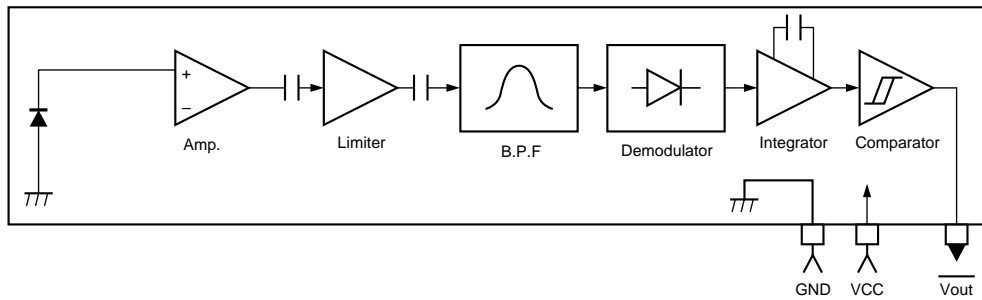 +
−
Amp.
Limiter
B.P.F
Demodulator
Integrator
Comparator
GND
VCC
Vout